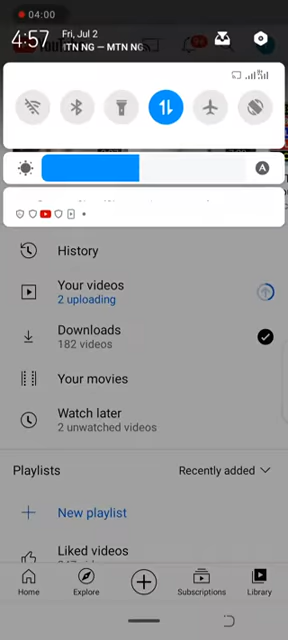 04:00
4:57
Fri, Jul 2
ITN NG — MTN NG
A
History
Your videos
2 uploading
Downloads
182 videos
Your movies
Watch later
2 unwatched videos
Playlists
Recently added
New playlist
Liked videos
Home
Explore
Subscriptions
Library